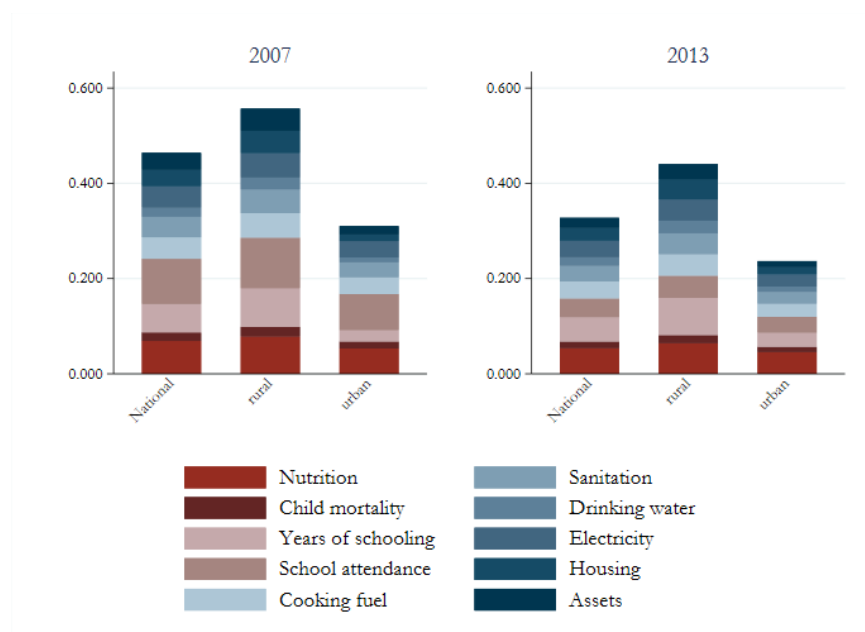 2007
0.600
0.400
0.200
0.000
National
rural
urban
2013
0.600
0.400
0.200
0.000
National
rural
urban
Nutrition
Child mortality
Years of schooling
School attendance
Cooking fuel
Sanitation
Drinking water
Electricity
Housing
Assets